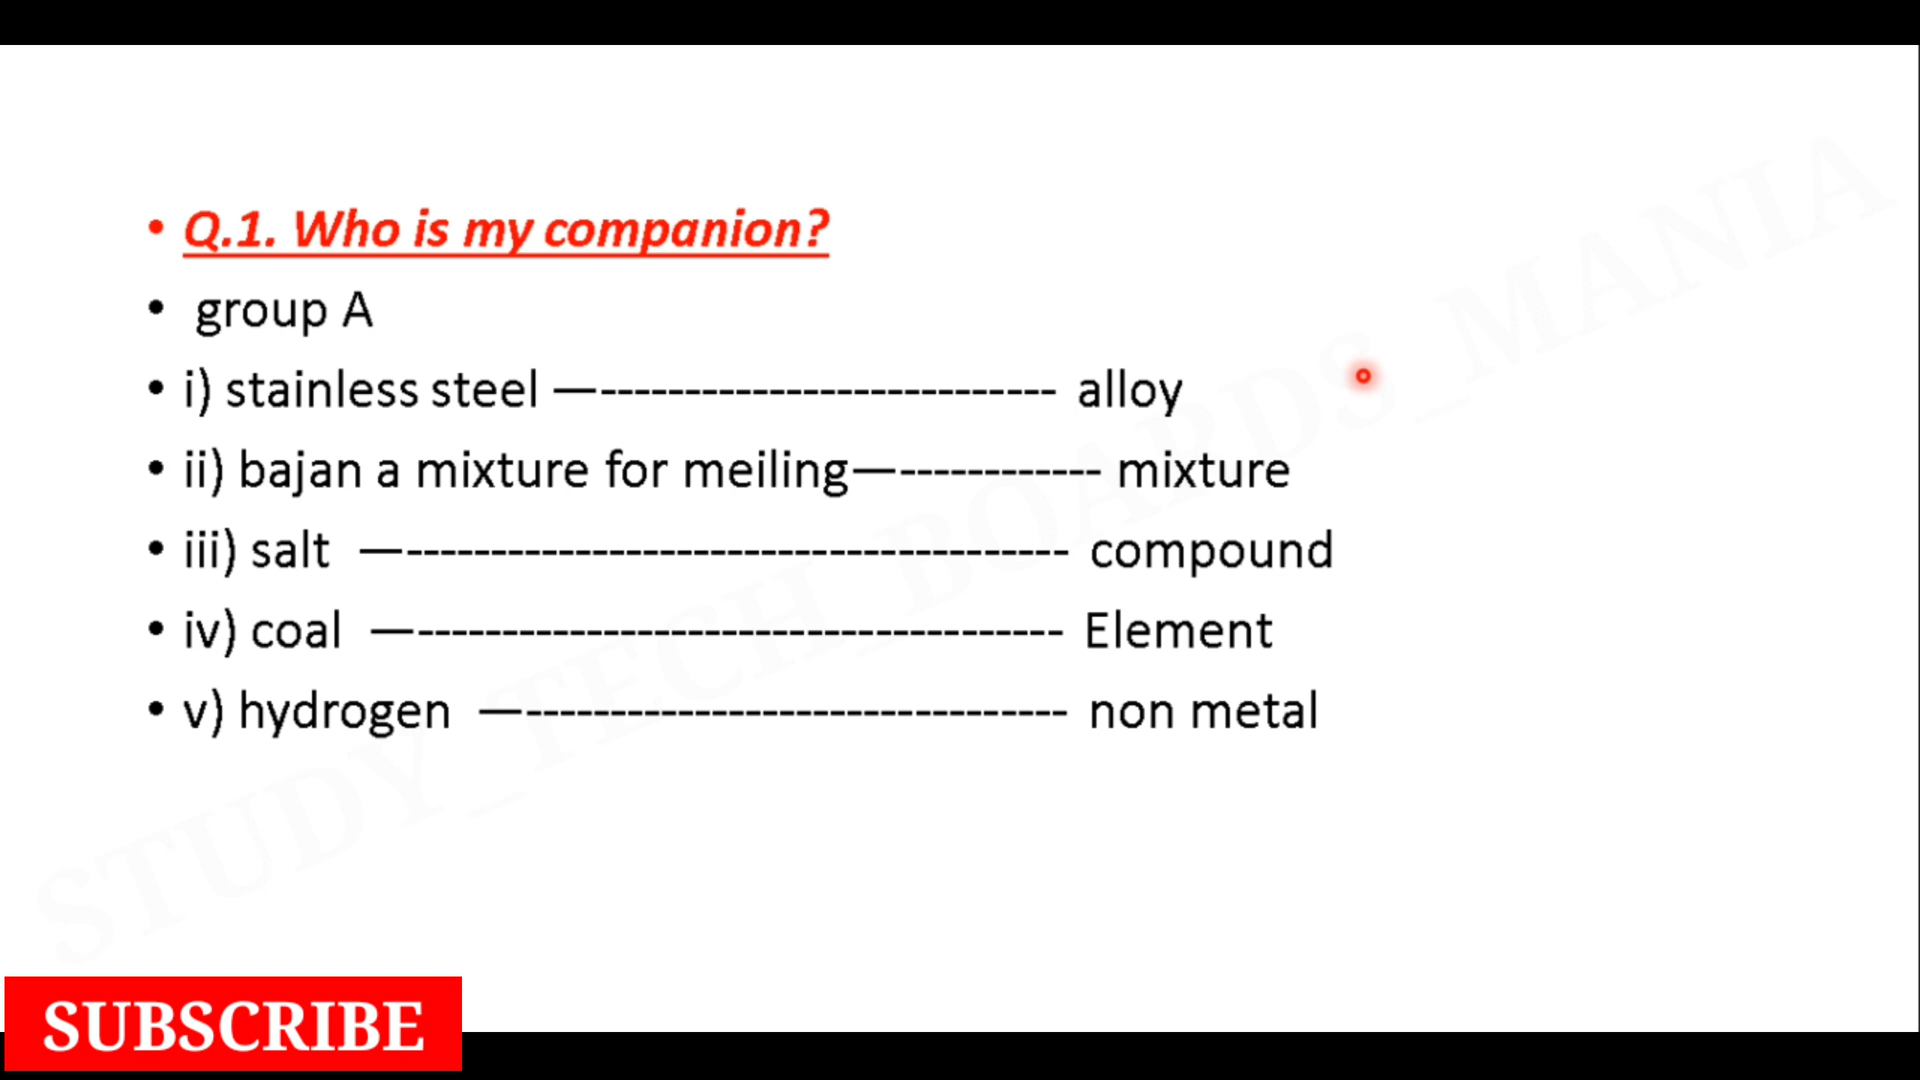 • Q.1. Who is my companion?
• group A
• i) stainless steel —---------------------------- alloy
• ii) bajan a mixture for meiling—------------ mixture
• iii) salt —---------------------------------------- compound
• iv) coal —--------------------------------------- Element
• v) hydrogen —--------------------------------- non metal
STUDY_TECH_BOARDS_MANIA
SUBSCRIBE